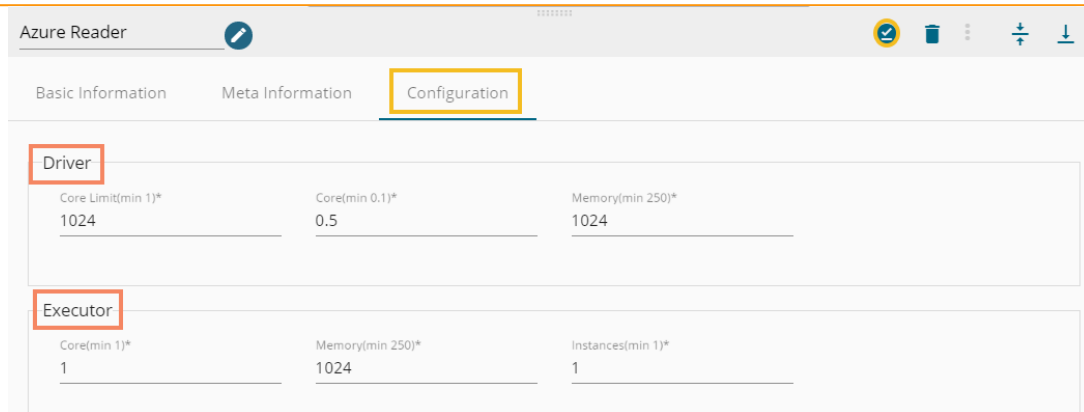 Azure Reader
Basic Information Meta Information Configuration
Driver
Core Limit(min 1)* Core(min 0.1)* Memory(min 250)*
1024 0.5 1024
Executor
Core(min 1)* Memory(min 250)* Instances(min 1)*
1 1024 1